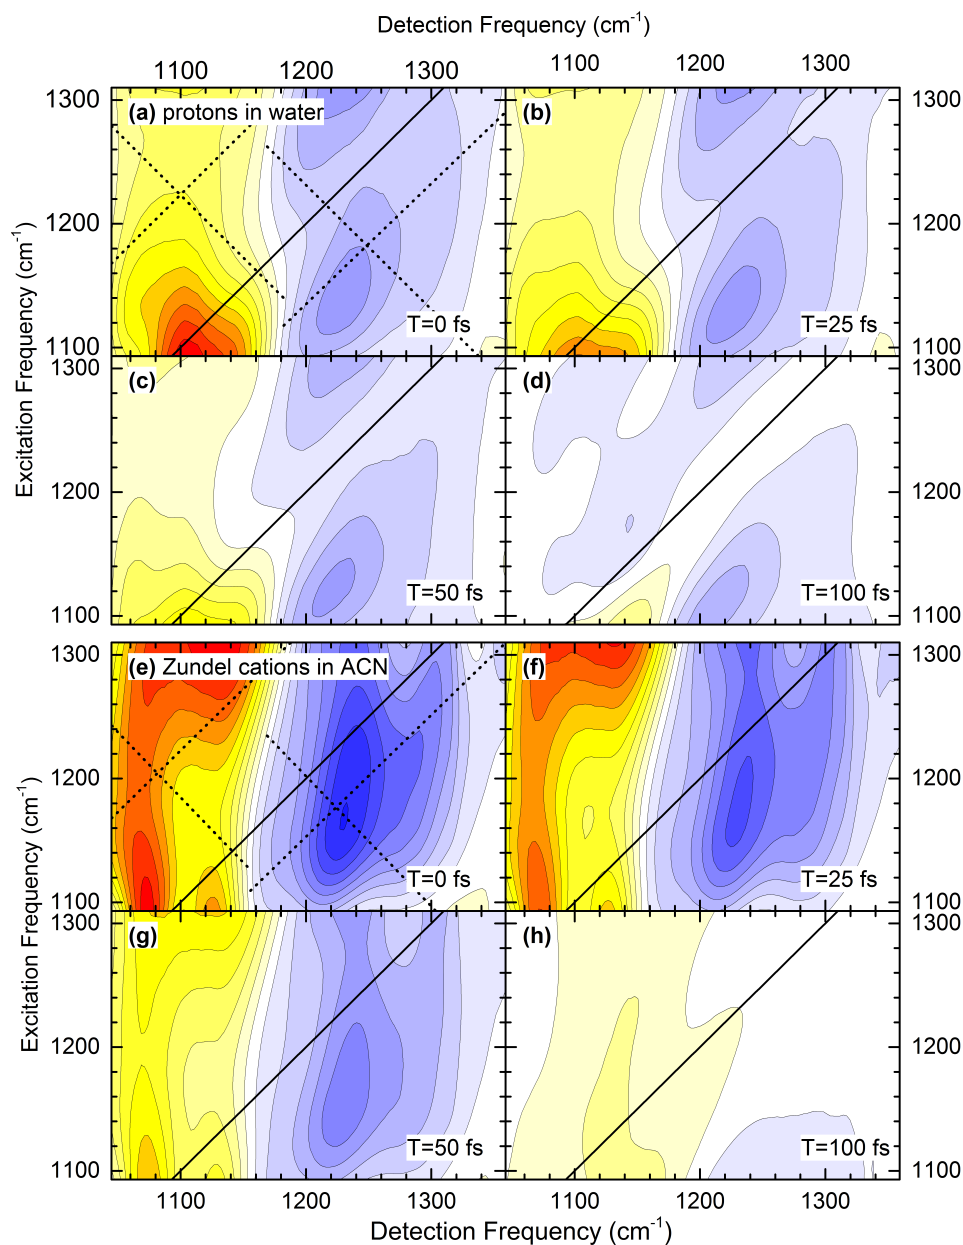 Detection Frequency (cm-1)
1100 1200 1300
1300 (a) protons in water (b) 1300
1200 1200
1100 T=0 fs T=25 fs 1100
Excitation Frequency (cm-1)
1300 (c) (d) 1300
1200 1200
1100 T=50 fs T=100 fs 1100
1300 (e) Zundel cations in ACN (f) 1300
1200 1200
1100 T=0 fs T=25 fs 1100
Excitation Frequency (cm-1)
1300 (g) (h) 1300
1200 1200
1100 T=50 fs T=100 fs 1100
1100 1200 1300 1100 1200 1300
Detection Frequency (cm-1)